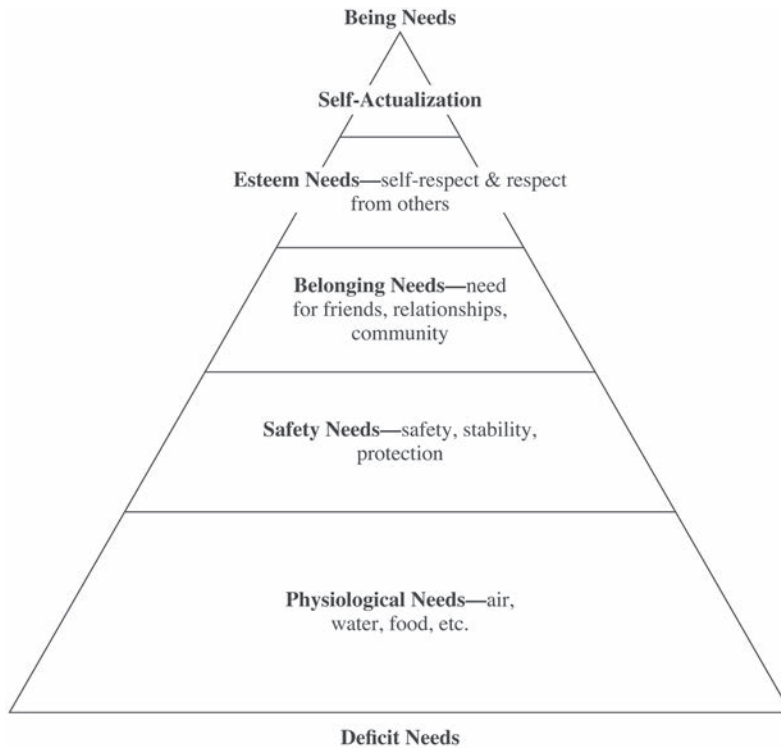 Being Needs
Self-Actualization
Esteem Needs—self-respect & respect
from others
Belonging Needs—need
for friends, relationships,
community
Safety Needs—safety, stability,
protection
Physiological Needs—air,
water, food, etc.
Deficit Needs